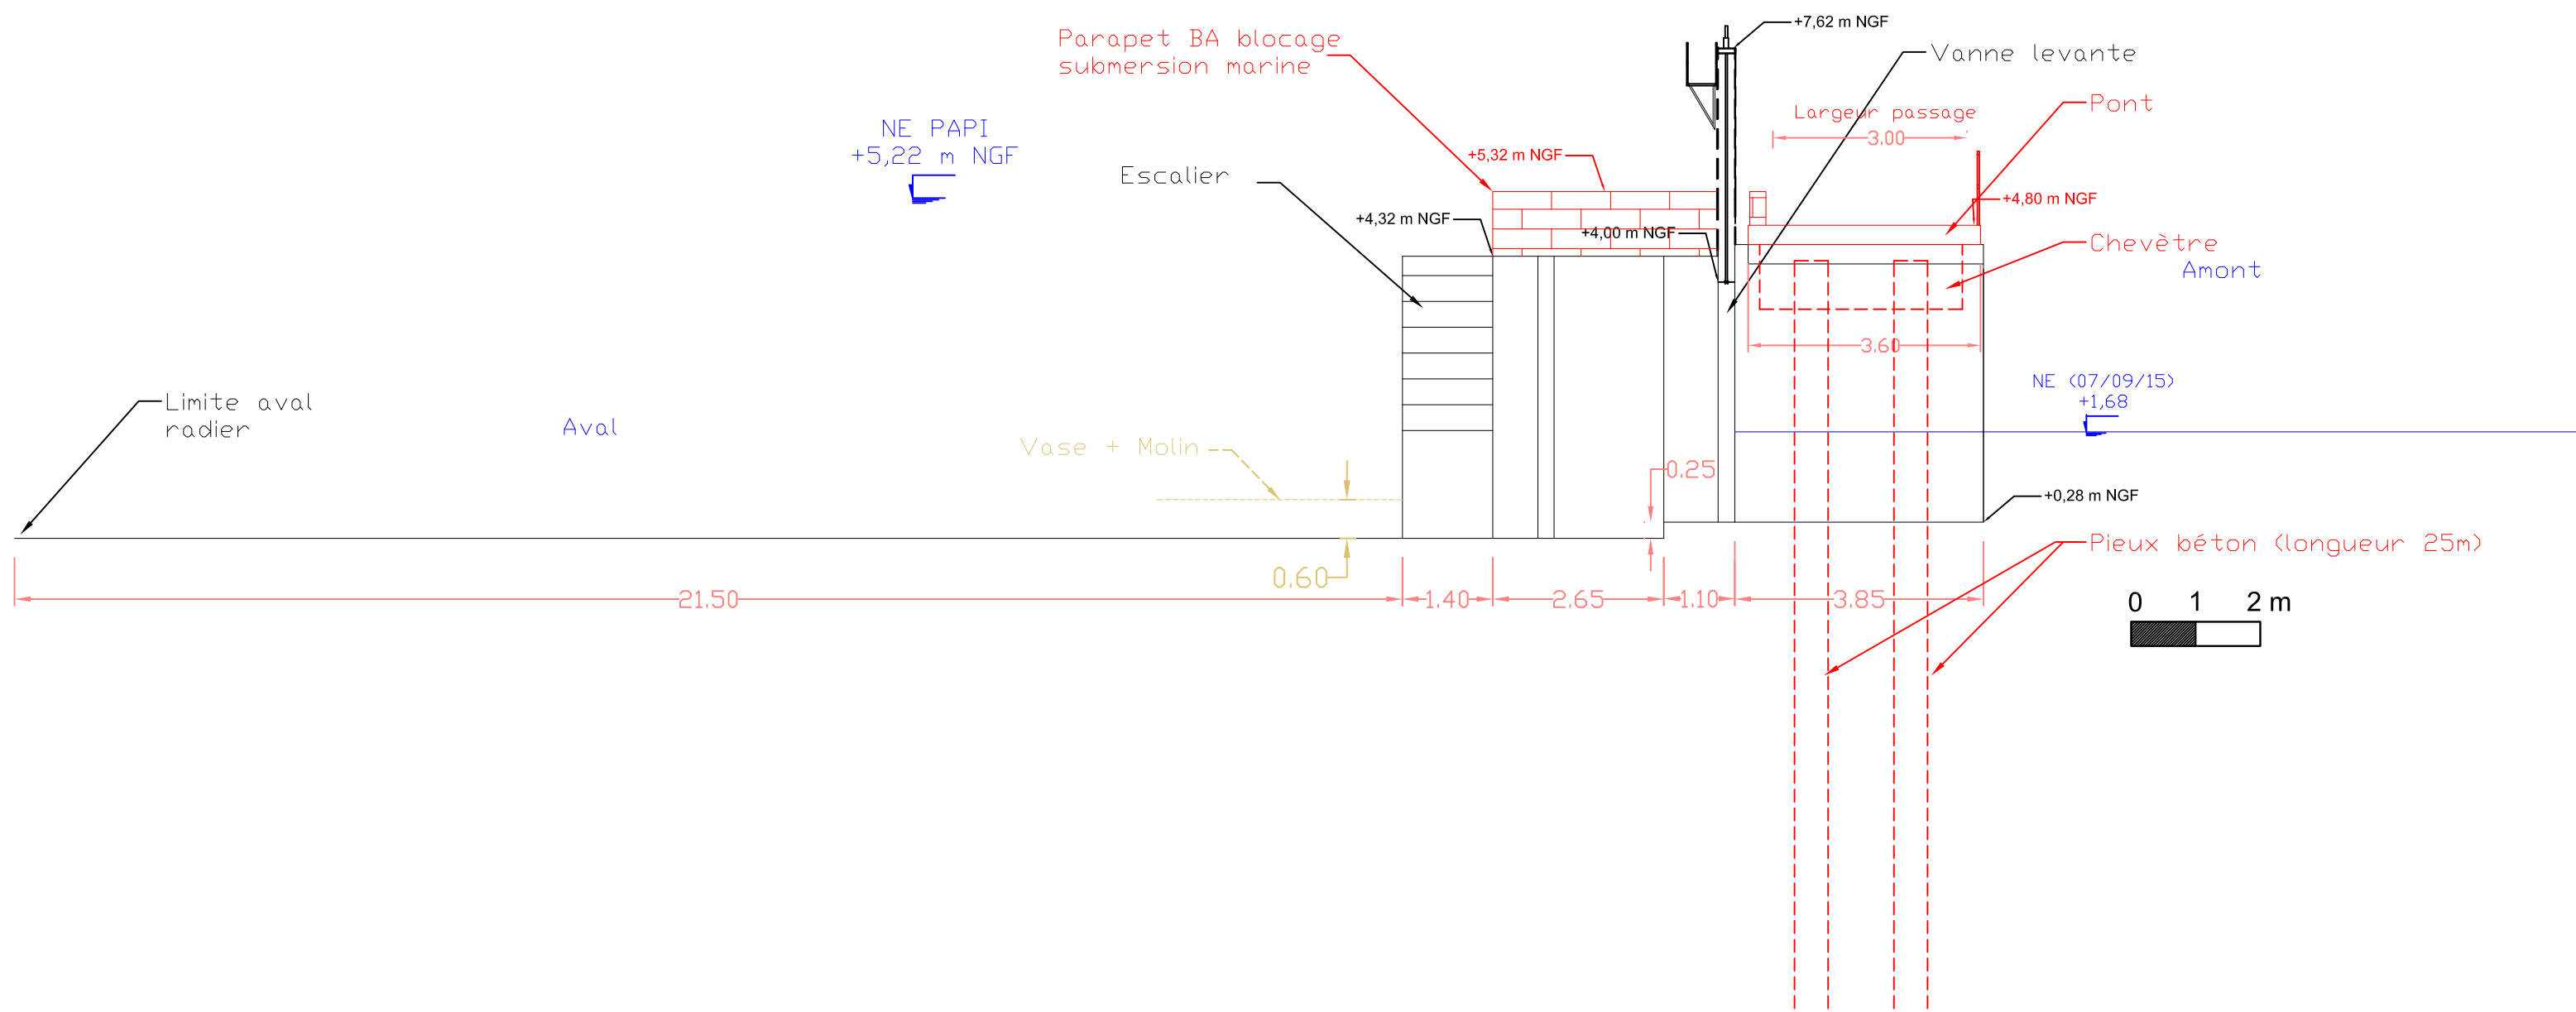 +7,62 m NGF
Parapet BA blocage
submersion marine
Vanne levante
Pont
Largeur passage
3.00
NE PAPI
+5,22 m NGF
+5,32 m NGF
Escalier
+4,80 m NGF
+4,32 m NGF
+4,00 m NGF
Chevètre
Amont
3.60
NE (07/09/15)
+1,68
Limite aval
radier
Aval
Vase + Molin
0.25
+0,28 m NGF
Pieux béton (longueur 25m)
0.60
21.50
1.40
2.65
1.10
3.85
0 1 2 m